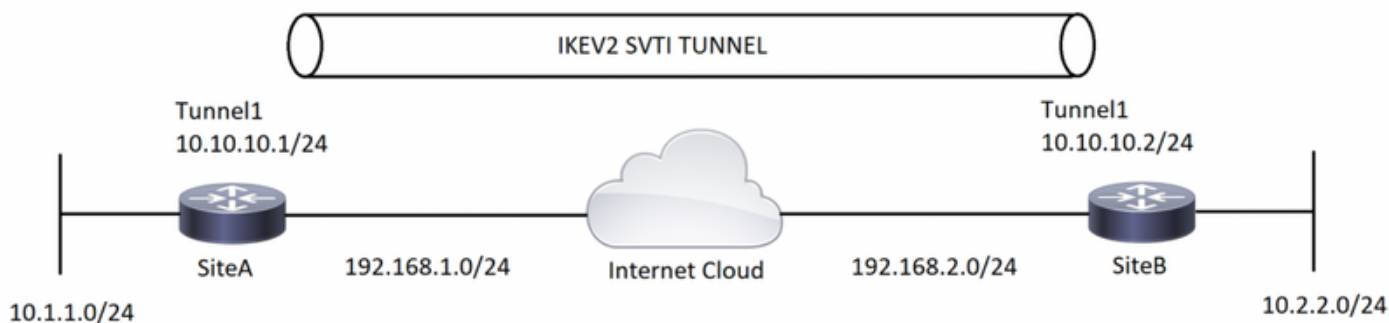 IKEV2 SVTI TUNNEL
Tunnel1
10.10.10.1/24
Tunnel1
10.10.10.2/24
SiteA
192.168.1.0/24
Internet Cloud
192.168.2.0/24
SiteB
10.1.1.0/24
10.2.2.0/24